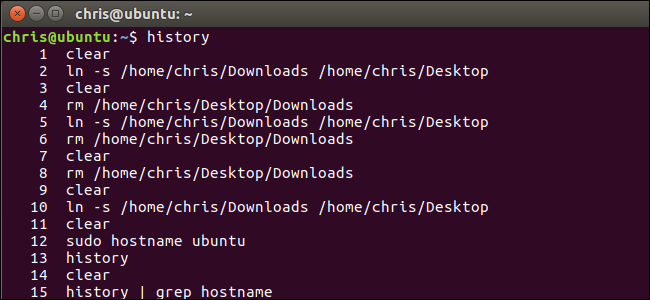 chris@ubuntu: ~
chris@ubuntu:~$ history
1 clear
2 ln -s /home/chris/Downloads /home/chris/Desktop
3 clear
4 rm /home/chris/Desktop/Downloads
5 ln -s /home/chris/Downloads /home/chris/Desktop
6 rm /home/chris/Desktop/Downloads
7 clear
8 rm /home/chris/Desktop/Downloads
9 clear
10 ln -s /home/chris/Downloads /home/chris/Desktop
11 clear
12 sudo hostname ubuntu
13 history
14 clear
15 history | grep hostname